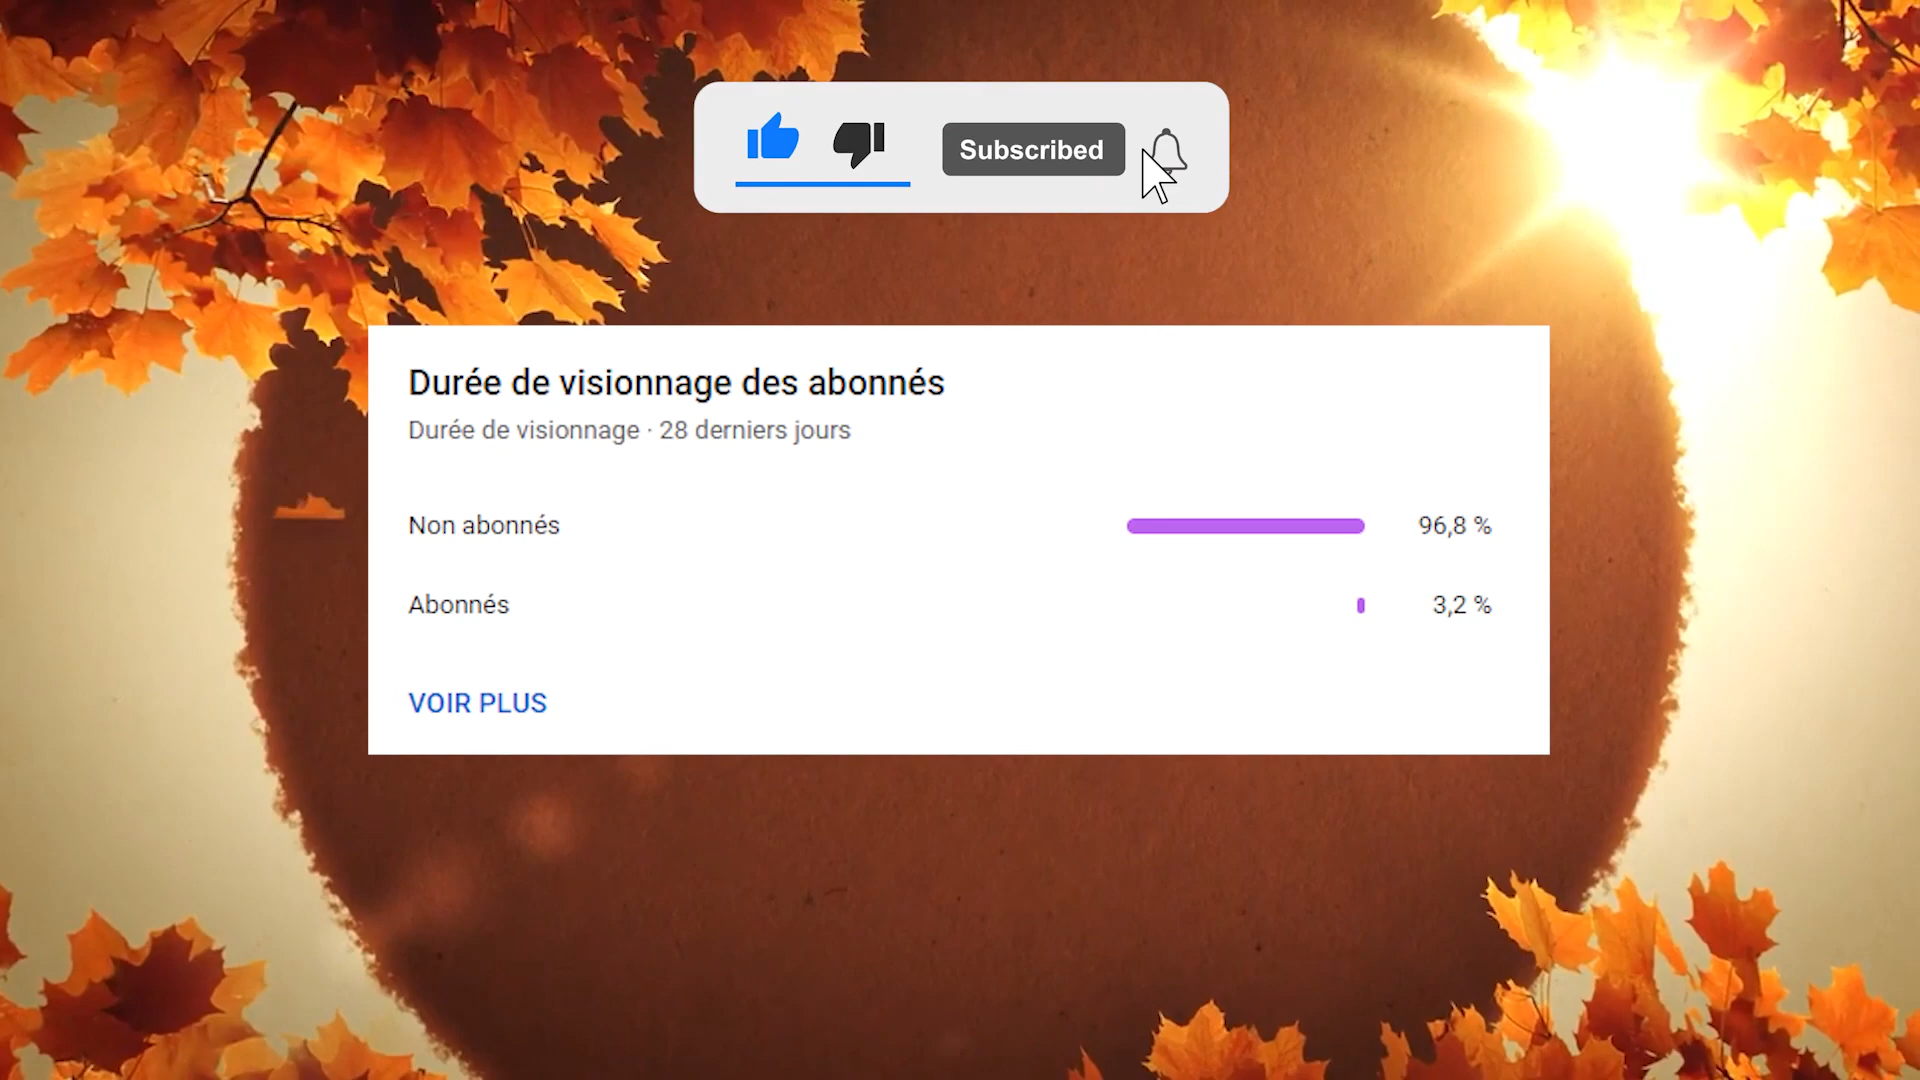 Subscribed
Durée de visionnage des abonnés
Durée de visionnage · 28 derniers jours
Non abonnés 96,8 %
Abonnés 3,2 %
VOIR PLUS